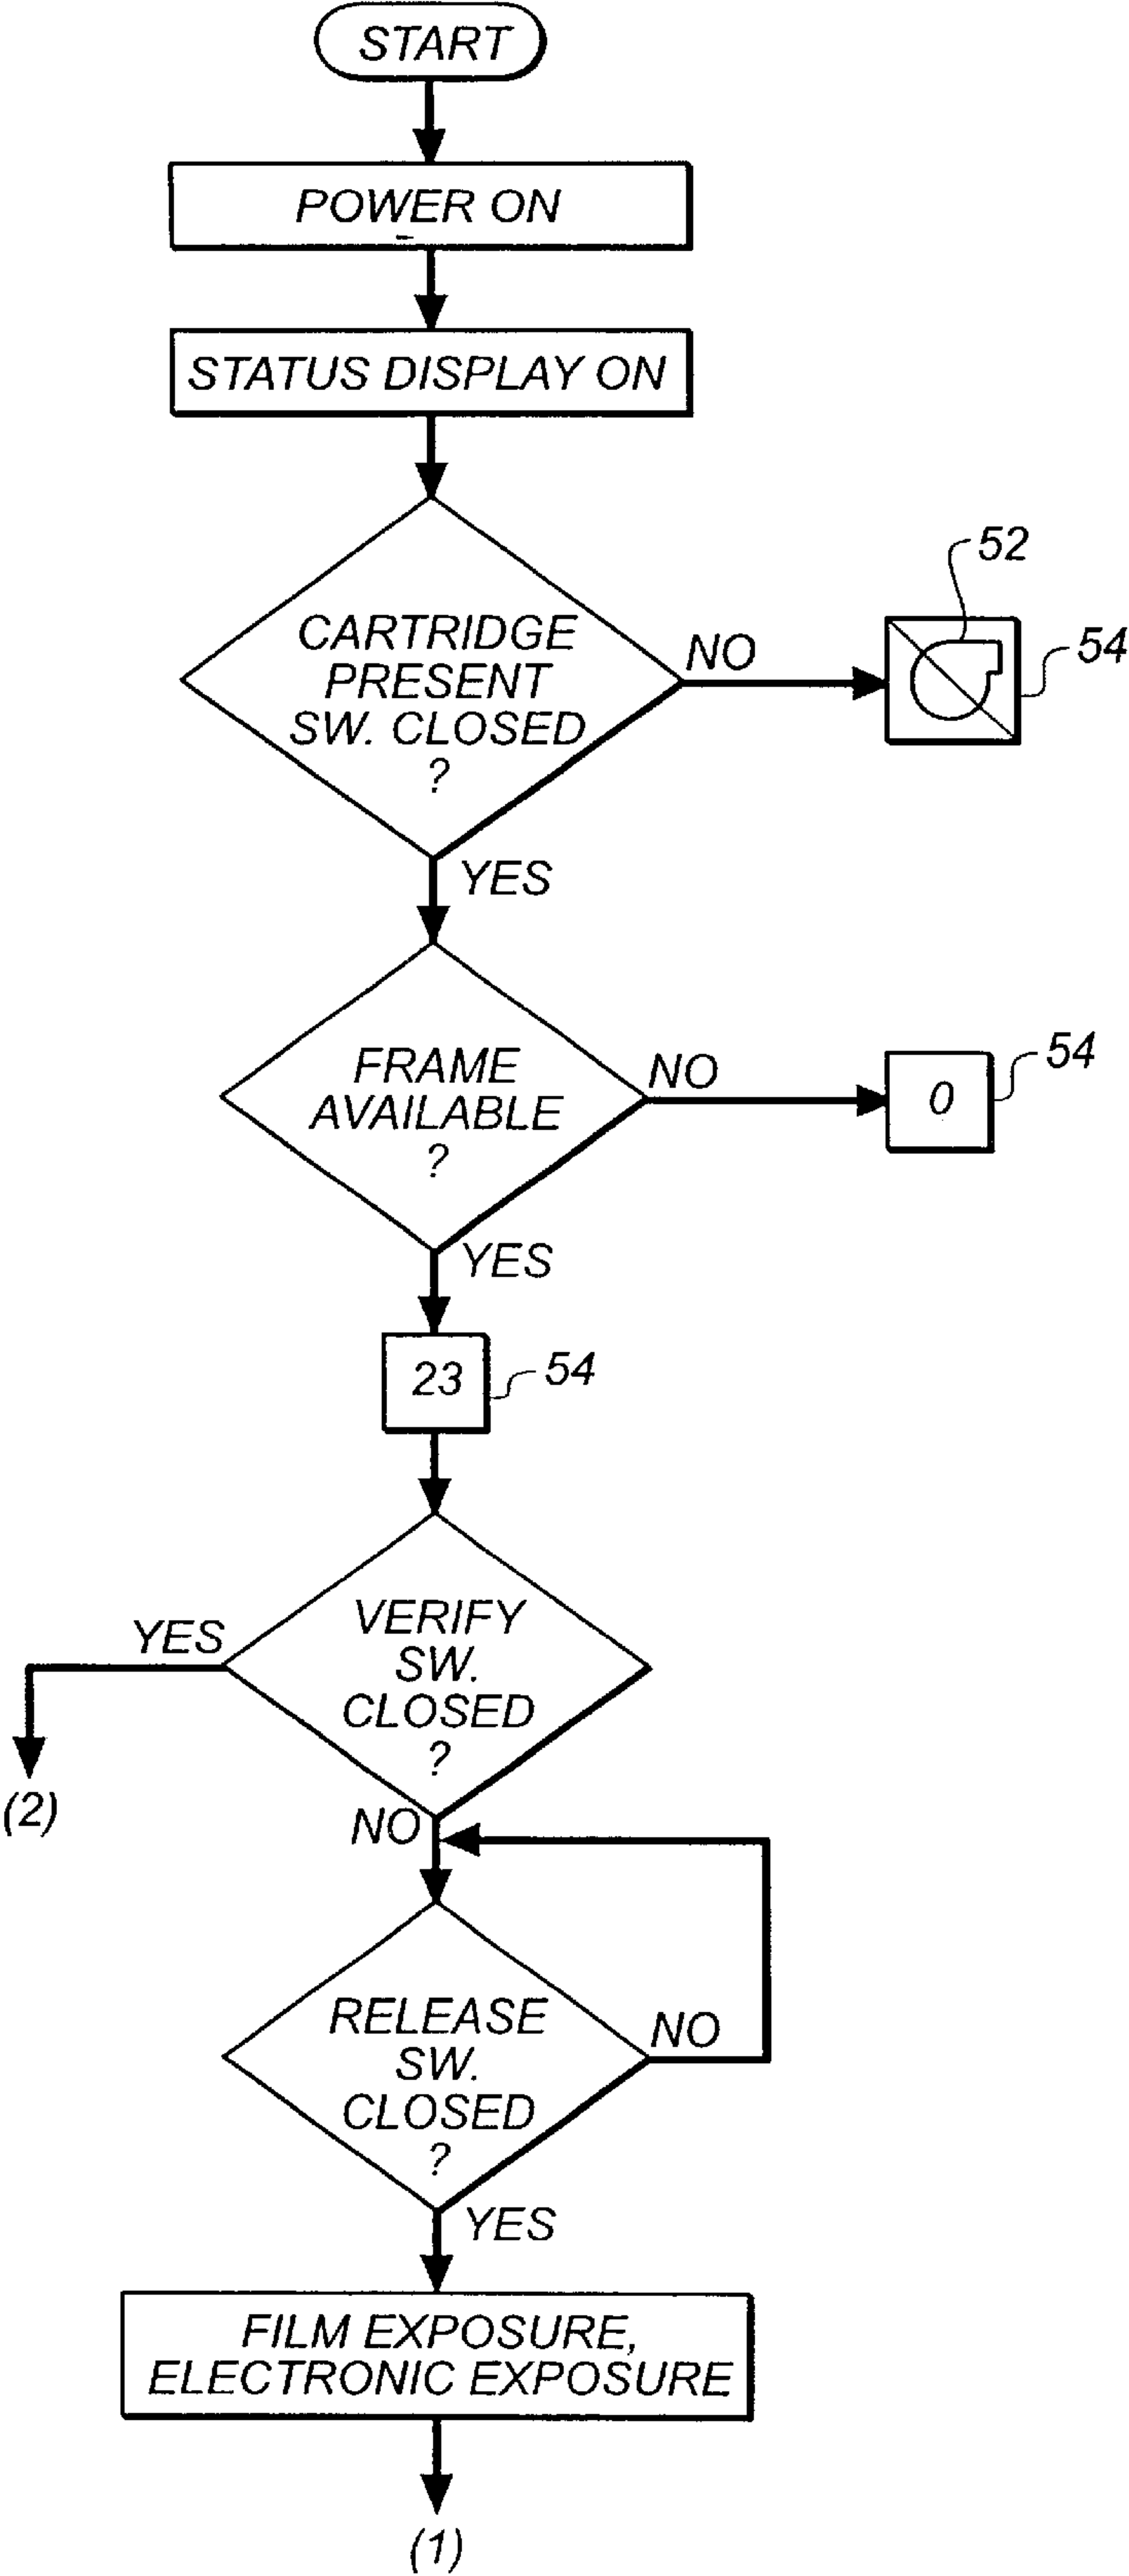 START
POWER ON
STATUS DISPLAY ON
52
CARTRIDGE
PRESENT
SW. CLOSED
?
NO
54
YES
FRAME
AVAILABLE
?
NO
0
54
YES
23
54
VERIFY
SW.
CLOSED
?
YES
(2)
NO
RELEASE
SW.
CLOSED
?
NO
YES
FILM EXPOSURE,
ELECTRONIC EXPOSURE
(1)